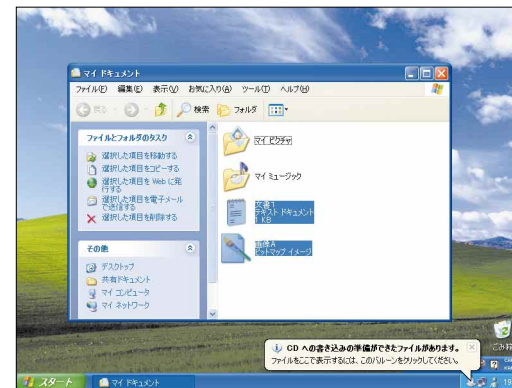 マイ ドキュメント
ファイル(F) 編集(E) 表示(V) お気に入り(A) ツール(T) ヘルプ(H)
戻る 検索 フォルダ
ファイルとフォルダのタスク
選択した項目を移動する
選択した項目をコピーする
選択した項目を Web に発
行する
選択した項目を電子メール
で送信する
選択した項目を削除する
その他
デスクトップ
共有ドキュメント
マイ コンピュータ
マイ ネットワーク
マイ ピクチャ
マイ ミュージック
文書1
テキスト ドキュメント
1 KB
画像A
ビットマップ イメージ
CD への書き込みの準備ができたファイルがあります。
ファイルをここで表示するには、このバルーンをクリックしてください。
スタート
マイ ドキュメント